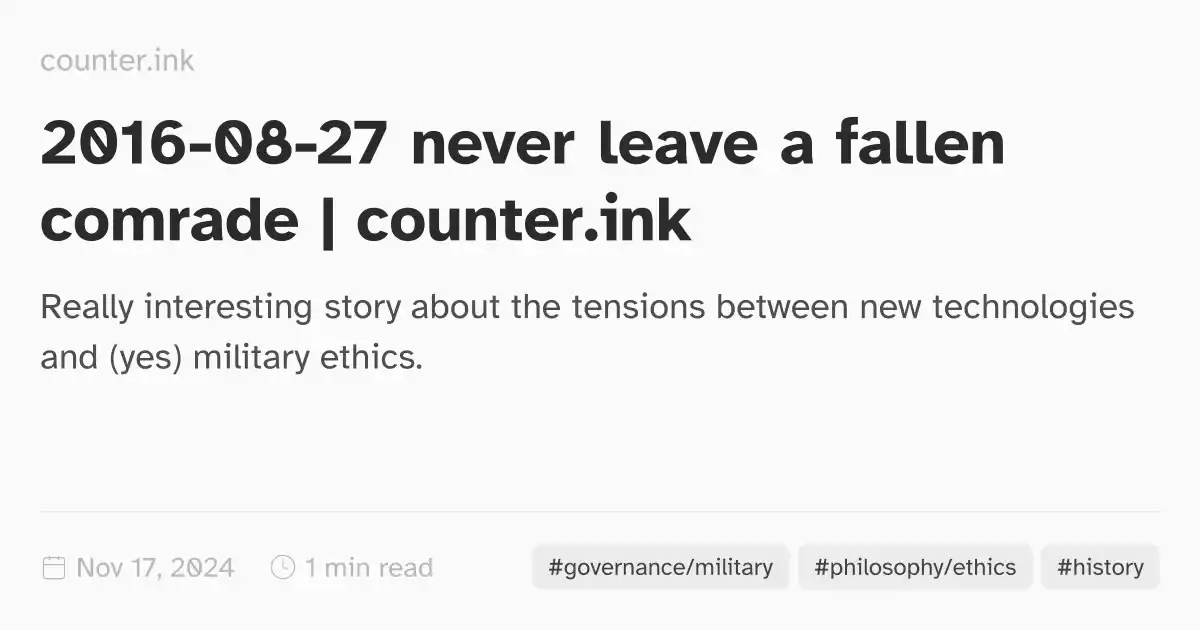 counter.ink
2016-08-27 never leave a fallen
comrade | counter.ink
Really interesting story about the tensions between new technologies
and (yes) military ethics.
Nov 17, 2024 1 min read #governance/military #philosophy/ethics #history